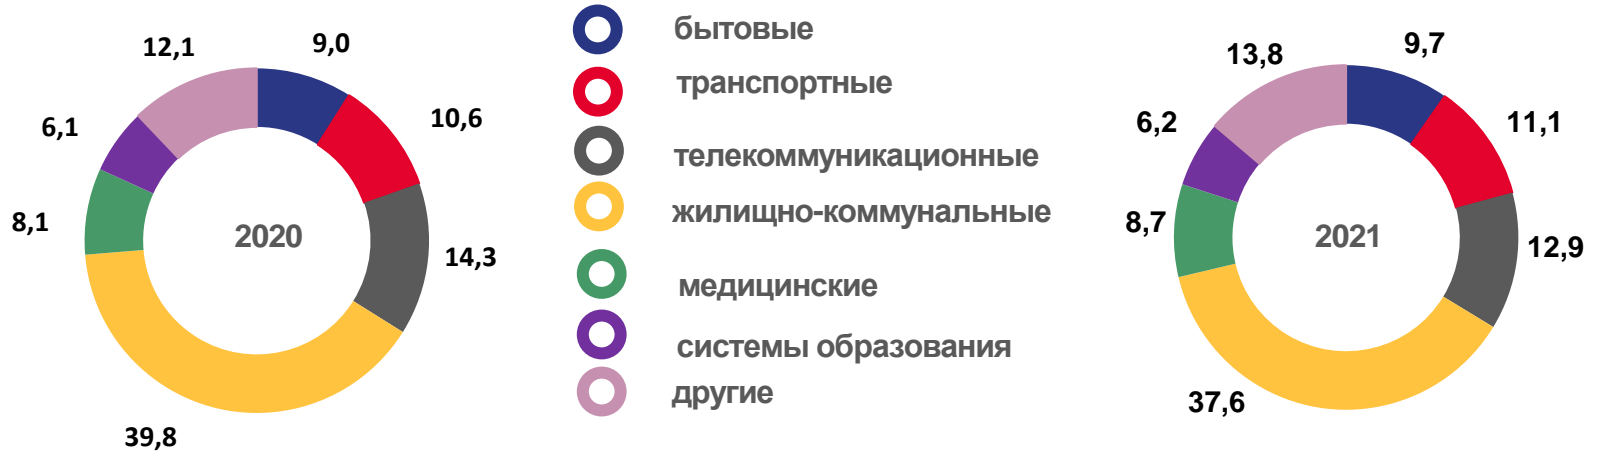 12,1
9,0
6,1
10,6
8,1
2020
14,3
39,8
бытовые
транспортные
телекоммуникационные
жилищно-коммунальные
медицинские
системы образования
другие
13,8
9,7
6,2
11,1
8,7
2021
12,9
37,6